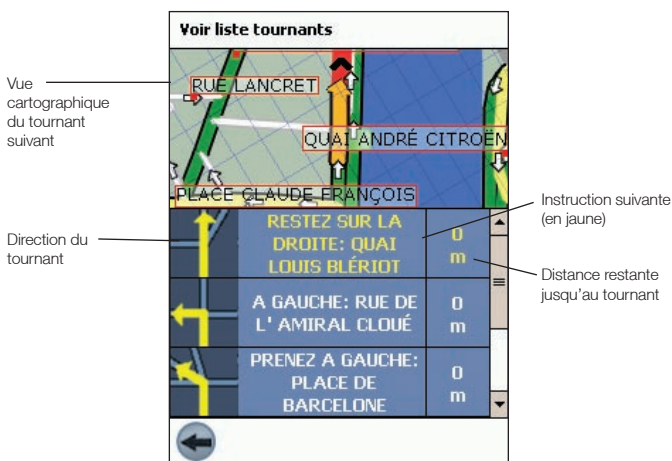 Voir liste tournants
Vue
cartographique
du tournant
suivant
RUE LANCRET
QUAI ANDRÉ CITROËN
PLACE CLAUDE FRANÇOIS
Direction du
tournant
RESTEZ SUR LA
DROITE: QUAI
LOUIS BLÉRIOT
0
m
Instruction suivante
(en jaune)
Distance restante
jusqu'au tournant
A GAUCHE: RUE DE
L' AMIRAL CLOUÉ
0
m
PRENEZ A GAUCHE:
PLACE DE
BARCELONE
0
m